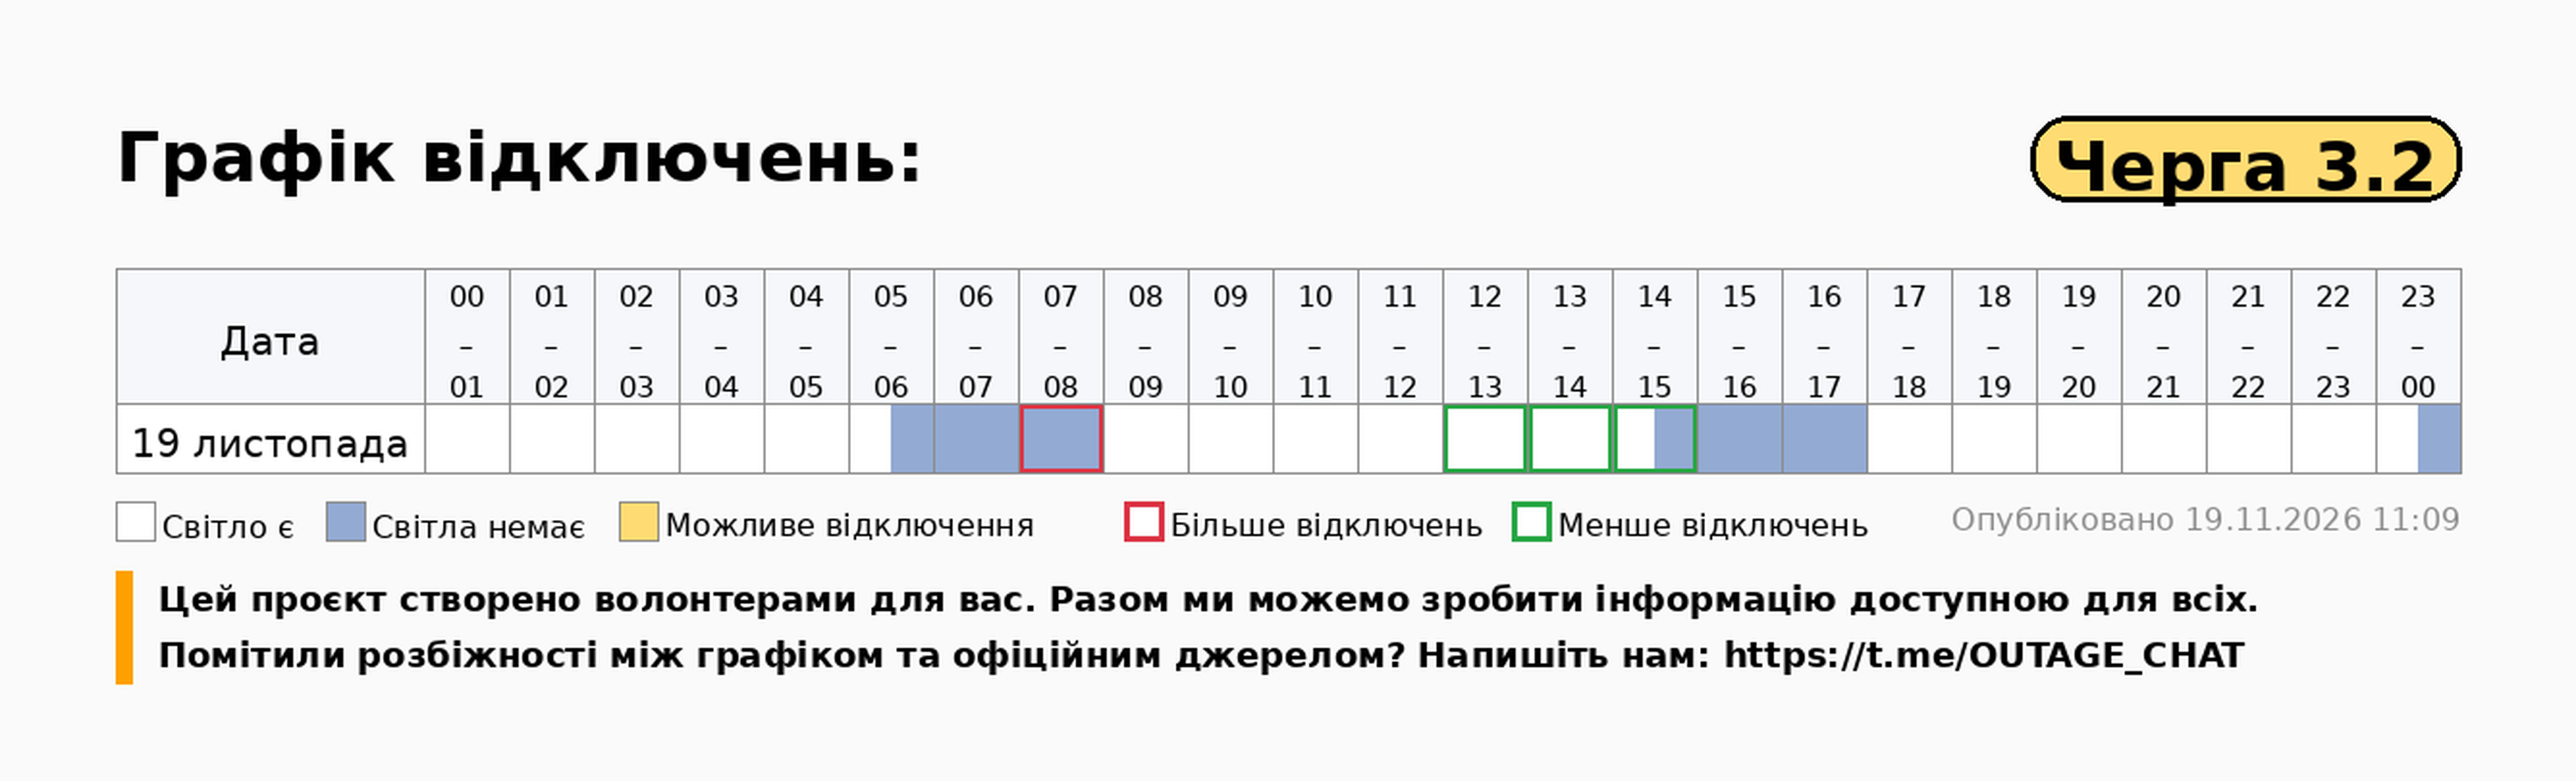 Графік відключень:
Черга 3.2
Дата
00 – 01
01 – 02
02 – 03
03 – 04
04 – 05
05 – 06
06 – 07
07 – 08
08 – 09
09 – 10
10 – 11
11 – 12
12 – 13
13 – 14
14 – 15
15 – 16
16 – 17
17 – 18
18 – 19
19 – 20
20 – 21
21 – 22
22 – 23
23 – 00
19 листопада
Світло є
Світла немає
Можливе відключення
Більше відключень
Менше відключень
Опубліковано 19.11.2026 11:09
Цей проєкт створено волонтерами для вас. Разом ми можемо зробити інформацію доступною для всіх.
Помітили розбіжності між графіком та офіційним джерелом? Напишіть нам: https://t.me/OUTAGE_CHAT